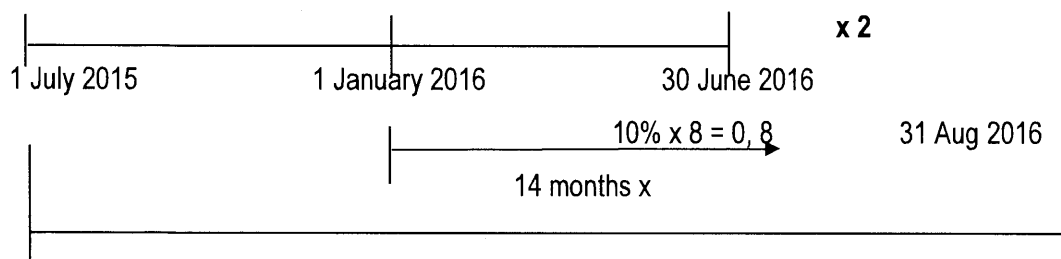 x 2
1 July 2015 1 January 2016 30 June 2016
10% x 8 = 0, 8 31 Aug 2016
14 months x